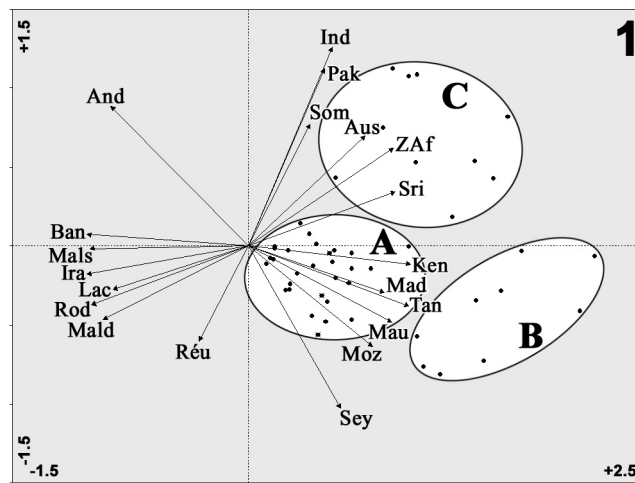 +1.5
1
Ind
Pak
C
And
Som
Aus
ZAf
Sri
Ban
A
Mals
Ken
Ira
Mad
Lac
Tan
Rod
Mau
Mald
B
Réu
Moz
Sey
-1.5
-1.5
+2.5